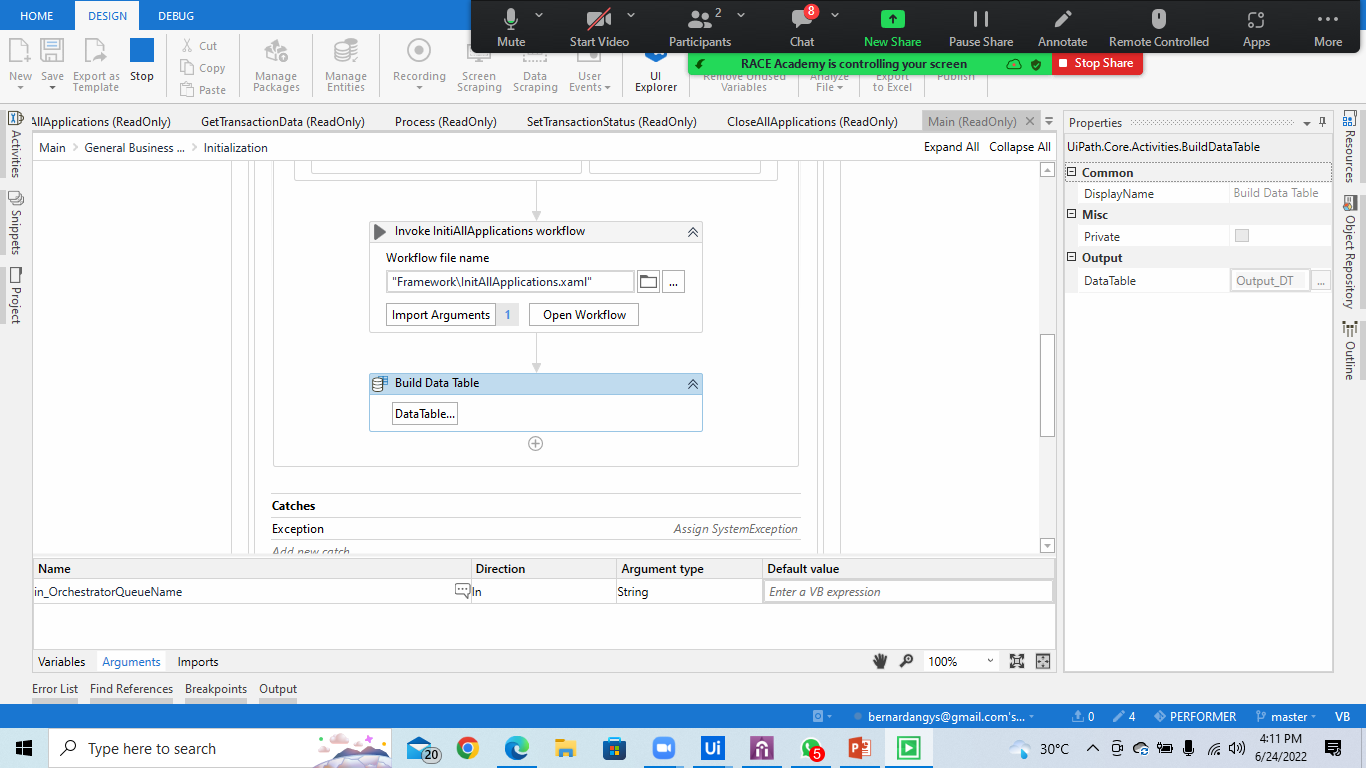 HOME DESIGN DEBUG
Mute Start Video Participants 2 Chat 8 New Share Pause Share Annotate Remote Controlled Apps More
RACE Academy is controlling your screen Stop Share
New Save Export as Template Stop
Cut
Copy
Paste
Manage Packages
Manage Entities
Recording
Screen Scraping
Data Scraping
User Events
UI Explorer
Remove Unused Variables
Analyze File
Export to Excel
Publish
AllApplications (ReadOnly) GetTransactionData (ReadOnly) Process (ReadOnly) SetTransactionStatus (ReadOnly) CloseAllApplications (ReadOnly) Main (ReadOnly)
Main General Business ... Initialization Expand All Collapse All
Activities
Snippets
Project
Invoke InitiAllApplications workflow
Workflow file name
"Framework\InitAllApplications.xaml" ...
Import Arguments 1 Open Workflow
Build Data Table
DataTable...
Catches
Exception Assign SystemException
Add new catch
Name Direction Argument type Default value
in_OrchestratorQueueName In String Enter a VB expression
Variables Arguments Imports 100%
Error List Find References Breakpoints Output
Properties
UiPath.Core.Activities.BuildDataTable
Common
DisplayName Build Data Table
Misc
Private
Output
DataTable Output_DT ...
Resources
Object Repository
Outline
bernardangys@gmail.com's... 0 4 PERFORMER master VB
Type here to search 20 Ui 5 30°C 4:11 PM
6/24/2022